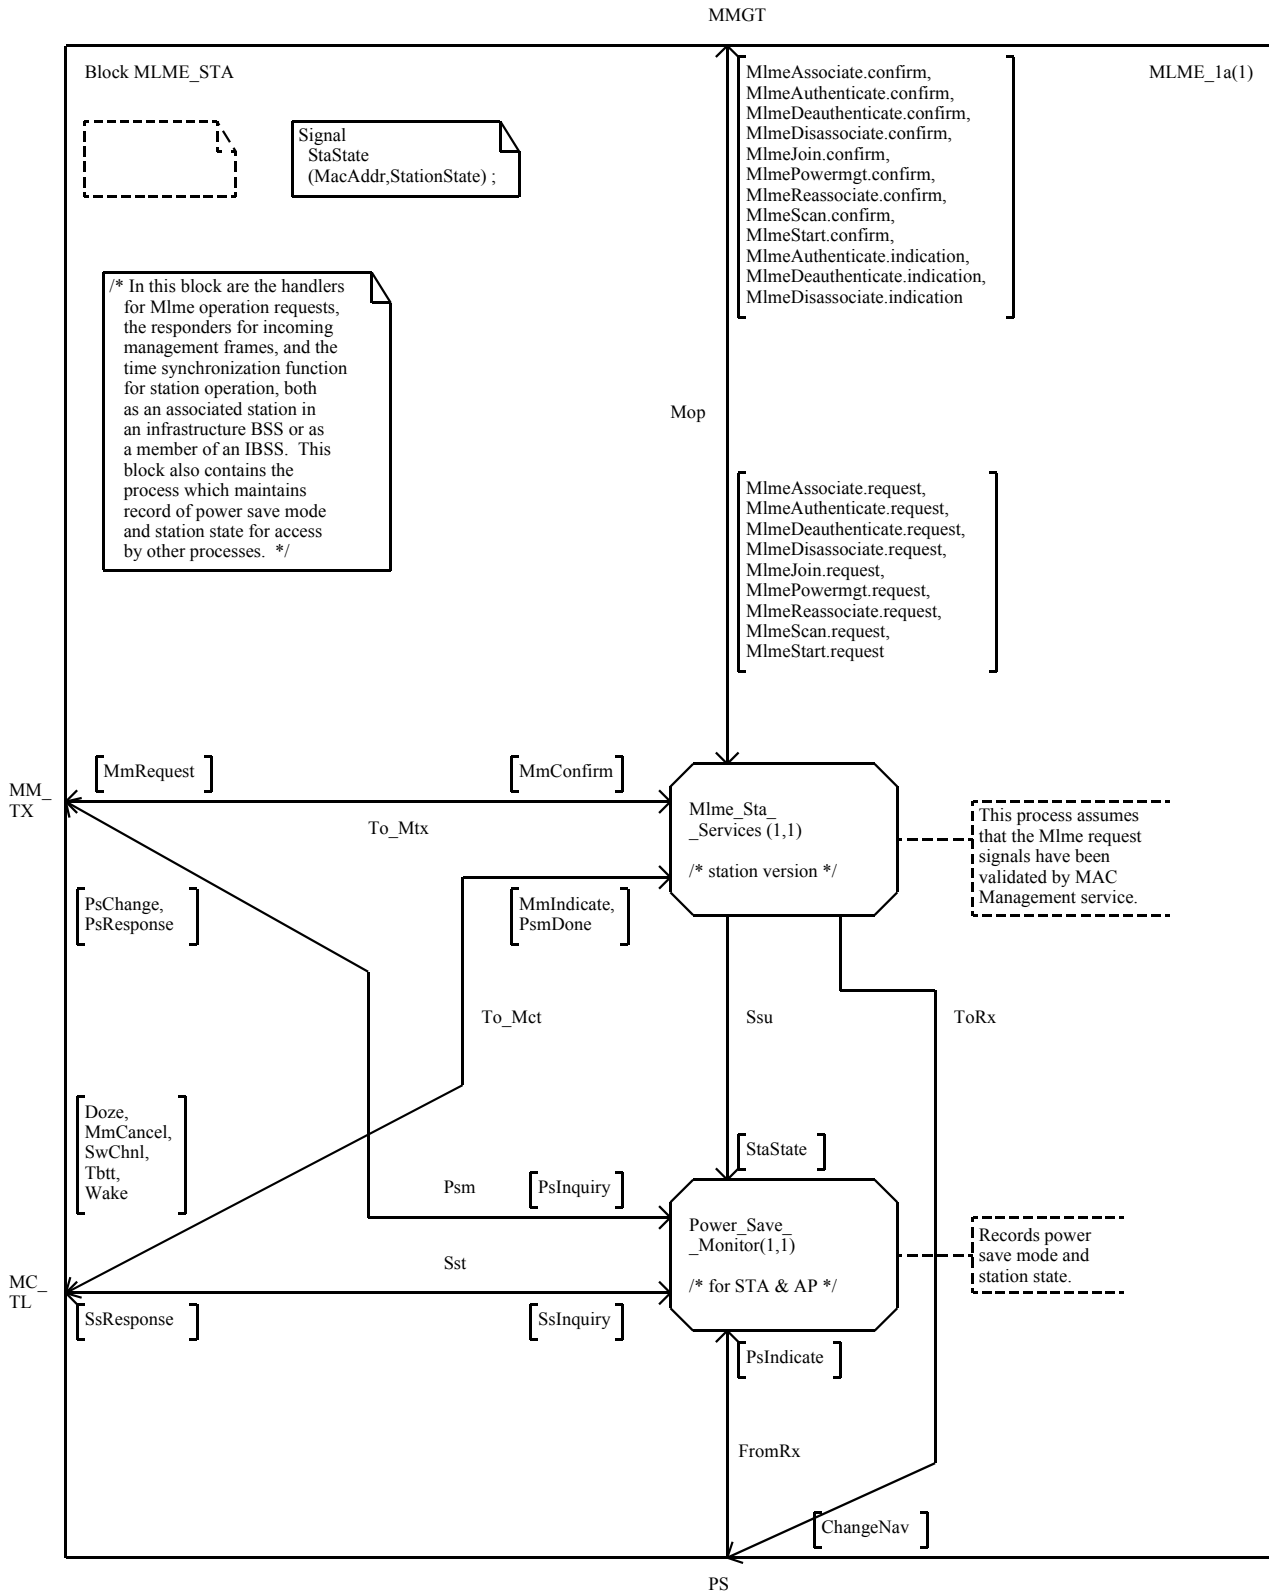 MMGT
Block MLME_STA
MLME_1a(1)
Signal
StaState
(MacAddr,StationState) ;
MlmeAssociate.confirm,
MlmeAuthenticate.confirm,
MlmeDeauthenticate.confirm,
MlmeDisassociate.confirm,
MlmeJoin.confirm,
MlmePowermgt.confirm,
MlmeReassociate.confirm,
MlmeScan.confirm,
MlmeStart.confirm,
MlmeAuthenticate.indication,
MlmeDeauthenticate.indication,
MlmeDisassociate.indication
/* In this block are the handlers
for Mlme operation requests,
the responders for incoming
management frames, and the
time synchronization function
for station operation, both
as an associated station in
an infrastructure BSS or as
a member of an IBSS.  This
block also contains the
process which maintains
record of power save mode
and station state for access
by other processes.  */
Mop
MlmeAssociate.request,
MlmeAuthenticate.request,
MlmeDeauthenticate.request,
MlmeDisassociate.request,
MlmeJoin.request,
MlmePowermgt.request,
MlmeReassociate.request,
MlmeScan.request,
MlmeStart.request
MmRequest
MmConfirm
MM_
TX
To_Mtx
Mlme_Sta_
_Services (1,1)
/* station version */
This process assumes
that the Mlme request
signals have been
validated by MAC
Management service.
PsChange,
PsResponse
MmIndicate,
PsmDone
To_Mct
Ssu
ToRx
Doze,
MmCancel,
SwChnl,
Tbtt,
Wake
StaState
Psm
PsInquiry
Power_Save_
_Monitor(1,1)
/* for STA & AP */
Records power
save mode and
station state.
Sst
MC_
TL
SsResponse
SsInquiry
PsIndicate
FromRx
ChangeNav
PS